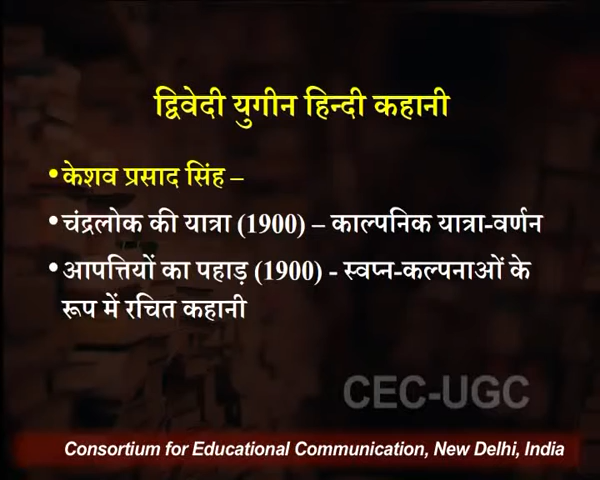 द्विवेदी युगीन हिन्दी कहानी
•केशव प्रसाद सिंह –
•चंद्रलोक की यात्रा (1900) – काल्पनिक यात्रा-वर्णन
•आपत्तियों का पहाड़ (1900) - स्वप्न-कल्पनाओं के
रूप में रचित कहानी
CEC-UGC
Consortium for Educational Communication, New Delhi, India